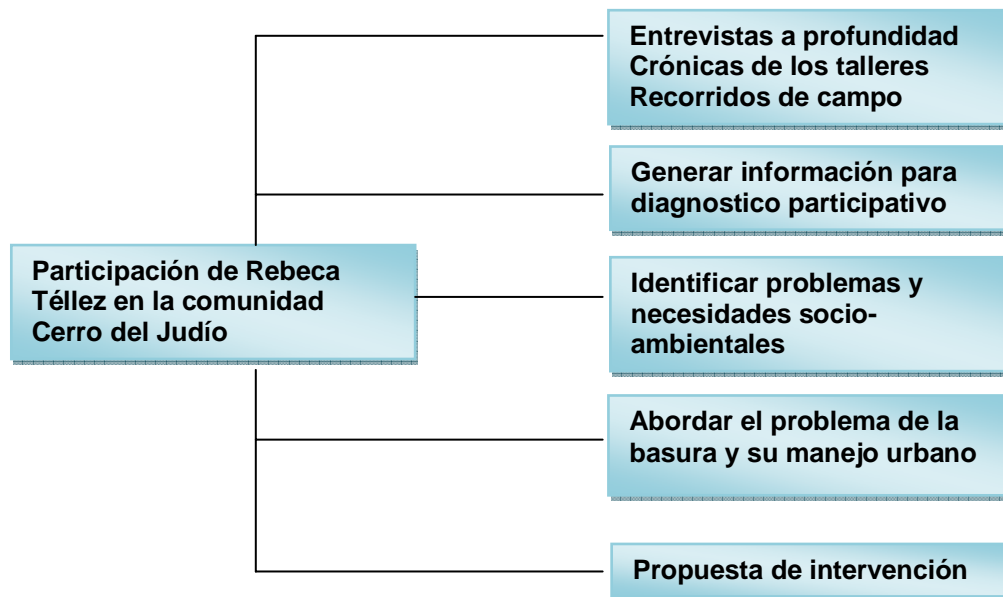 Entrevistas a profundidad
Crónicas de los talleres
Recorridos de campo
Generar información para
diagnostico participativo
Participación de Rebeca
Téllez en la comunidad
Cerro del Judío
Identificar problemas y
necesidades socio-
ambientales
Abordar el problema de la
basura y su manejo urbano
Propuesta de intervención